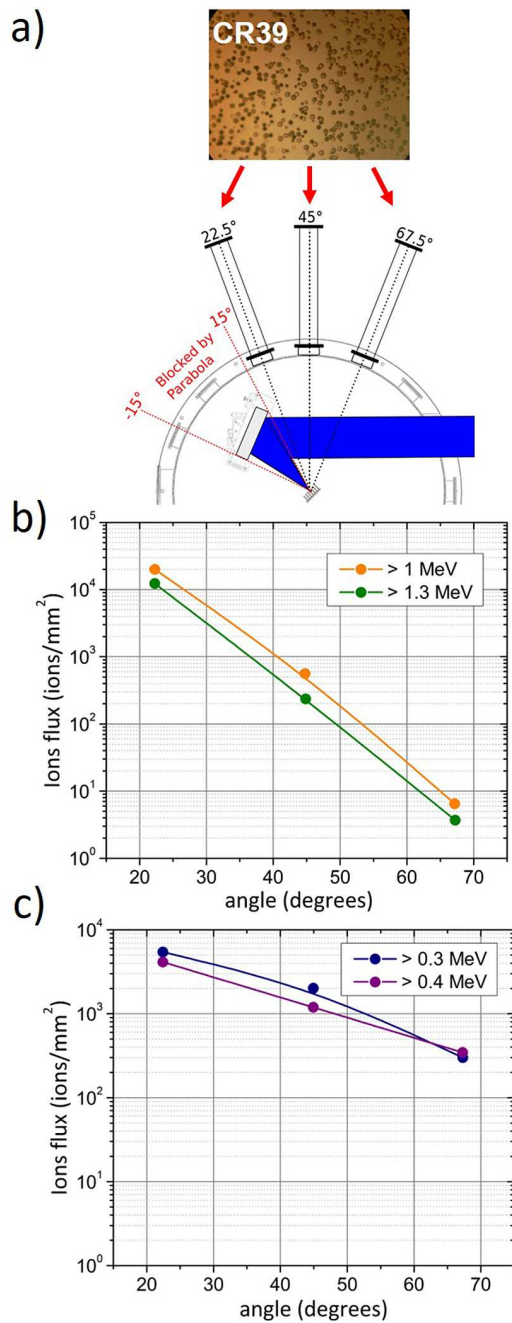 a)
CR39
22.5°
45°
67.5°
15°
Blocked by
Parabola
-15°
b)
10⁵
10⁴
10³
10²
10¹
10⁰
Ions flux (ions/mm²)
> 1 MeV
> 1.3 MeV
20 30 40 50 60 70
angle (degrees)
c)
10⁴
10³
10²
10¹
10⁰
Ions flux (ions/mm²)
> 0.3 MeV
> 0.4 MeV
20 30 40 50 60 70
angle (degrees)